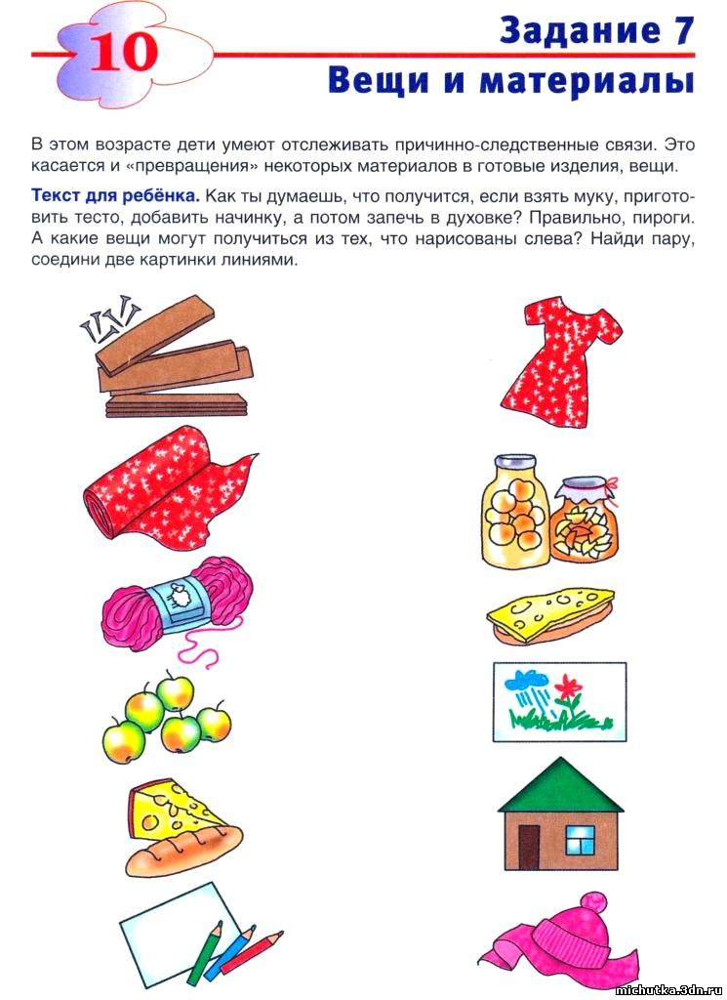 10
Задание 7
Вещи и материалы
В этом возрасте дети умеют отслеживать причинно-следственные связи. Это
касается и «превращения» некоторых материалов в готовые изделия, вещи.
Текст для ребёнка. Как ты думаешь, что получится, если взять муку, пригото-
вить тесто, добавить начинку, а потом запечь в духовке? Правильно, пироги.
А какие вещи могут получиться из тех, что нарисованы слева? Найди пару,
соедини две картинки линиями.
michutka.3dn.ru